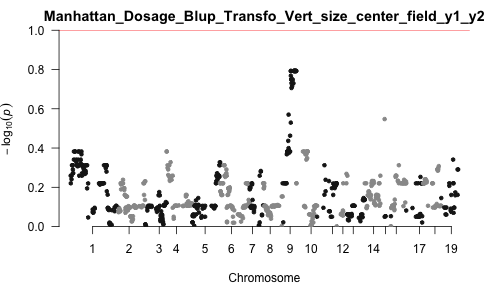 Manhattan_Dosage_Blup_Transfo_Vert_size_center_field_y1_y2
1.0
0.8
0.6
0.4
0.2
0.0
− log10(p)
1 2 3 4 5 6 7 8 9 10 12 14 17 19
Chromosome